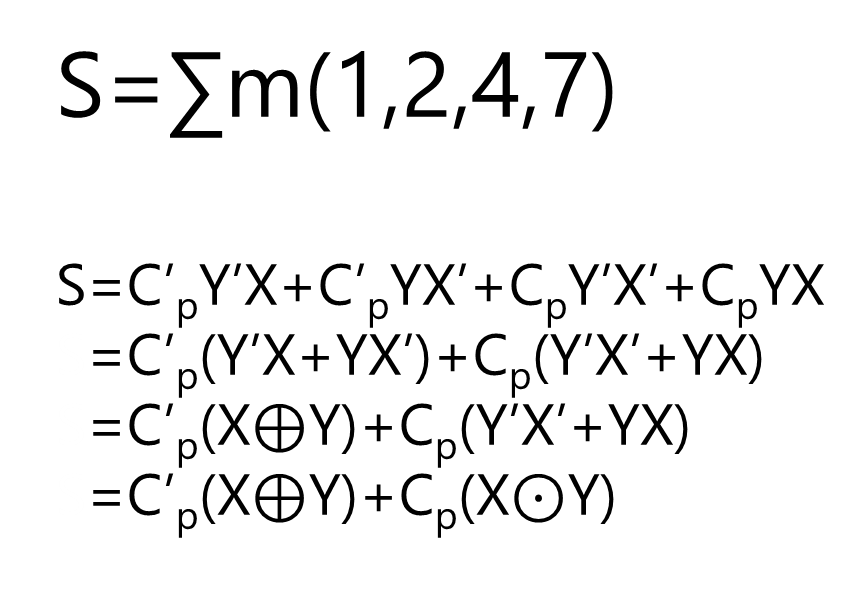 S=∑m(1,2,4,7)
S=C′ₚY′X+C′ₚYX′+CₚY′X′+CₚYX
=C′ₚ(Y′X+YX′)+Cₚ(Y′X′+YX)
=C′ₚ(X⊕Y)+Cₚ(Y′X′+YX)
=C′ₚ(X⊕Y)+Cₚ(X⊙Y)